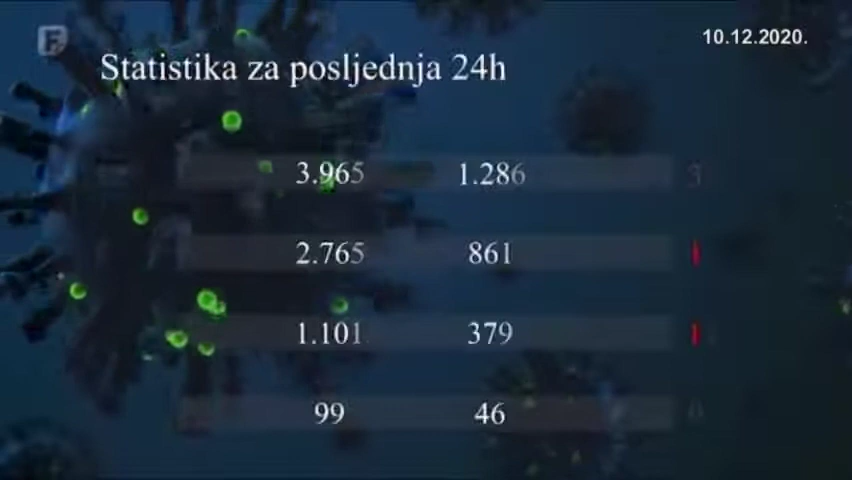 F
10.12.2020.
Statistika za posljednja 24h
3.965 1.286
2.765 861
1.101 379
99 46